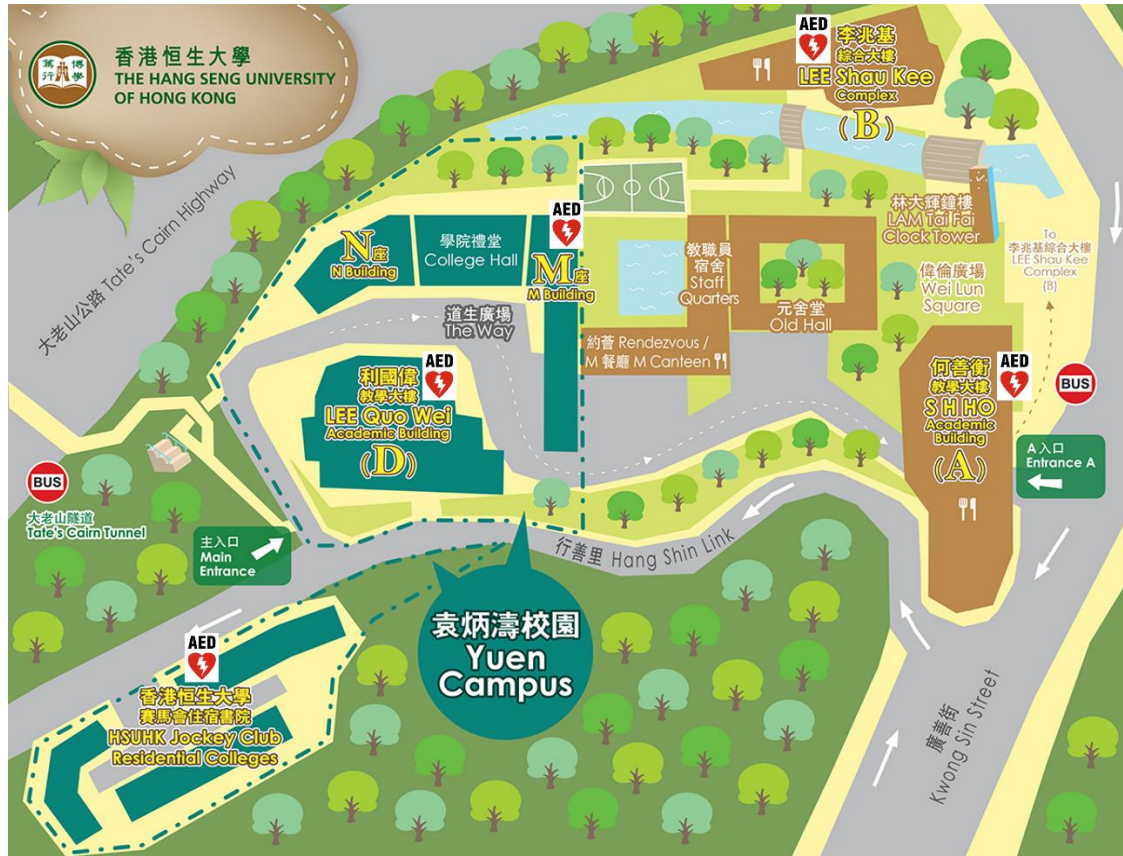 香港恒生大學
THE HANG SENG UNIVERSITY
OF HONG KONG
博學
篤行
AED
李兆基
綜合大樓
LEE Shau Kee
Complex
(B)
大老山公路 Tate's Cairn Highway
N座
N Building
學院禮堂
College Hall
AED
M座
M Building
道生廣場
The Way
教職員
宿舍
Staff
Quarters
元舍堂
Old Hall
約薈 Rendezvous /
M 餐廳 M Canteen
林大輝鐘樓
LAM Tai Fai
Clock Tower
偉倫廣場
Wei Lun
Square
To
李兆基綜合大樓
LEE Shau Kee
Complex
(B)
利國偉
教學大樓
AED
LEE Quo Wei
Academic Building
(D)
何善衡
教學大樓
AED
S H HO
Academic
Building
(A)
BUS
A 入口
Entrance A
BUS
大老山隧道
Tate's Cairn Tunnel
主入口
Main
Entrance
行善里 Hang Shin Link
袁炳濤校園
Yuen
Campus
AED
香港恒生大學
賽馬會住宿書院
HSUHK Jockey Club
Residential Colleges
廣善街
Kwong Sin Street